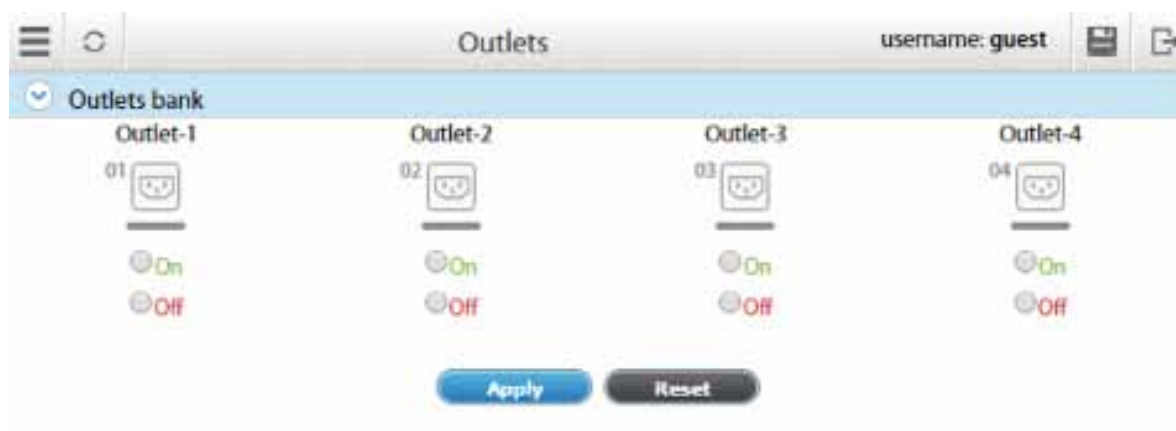 Outlets username: guest
Outlets bank
Outlet-1 Outlet-2 Outlet-3 Outlet-4
01 02 03 04
On On On On
Off Off Off Off
Apply Reset